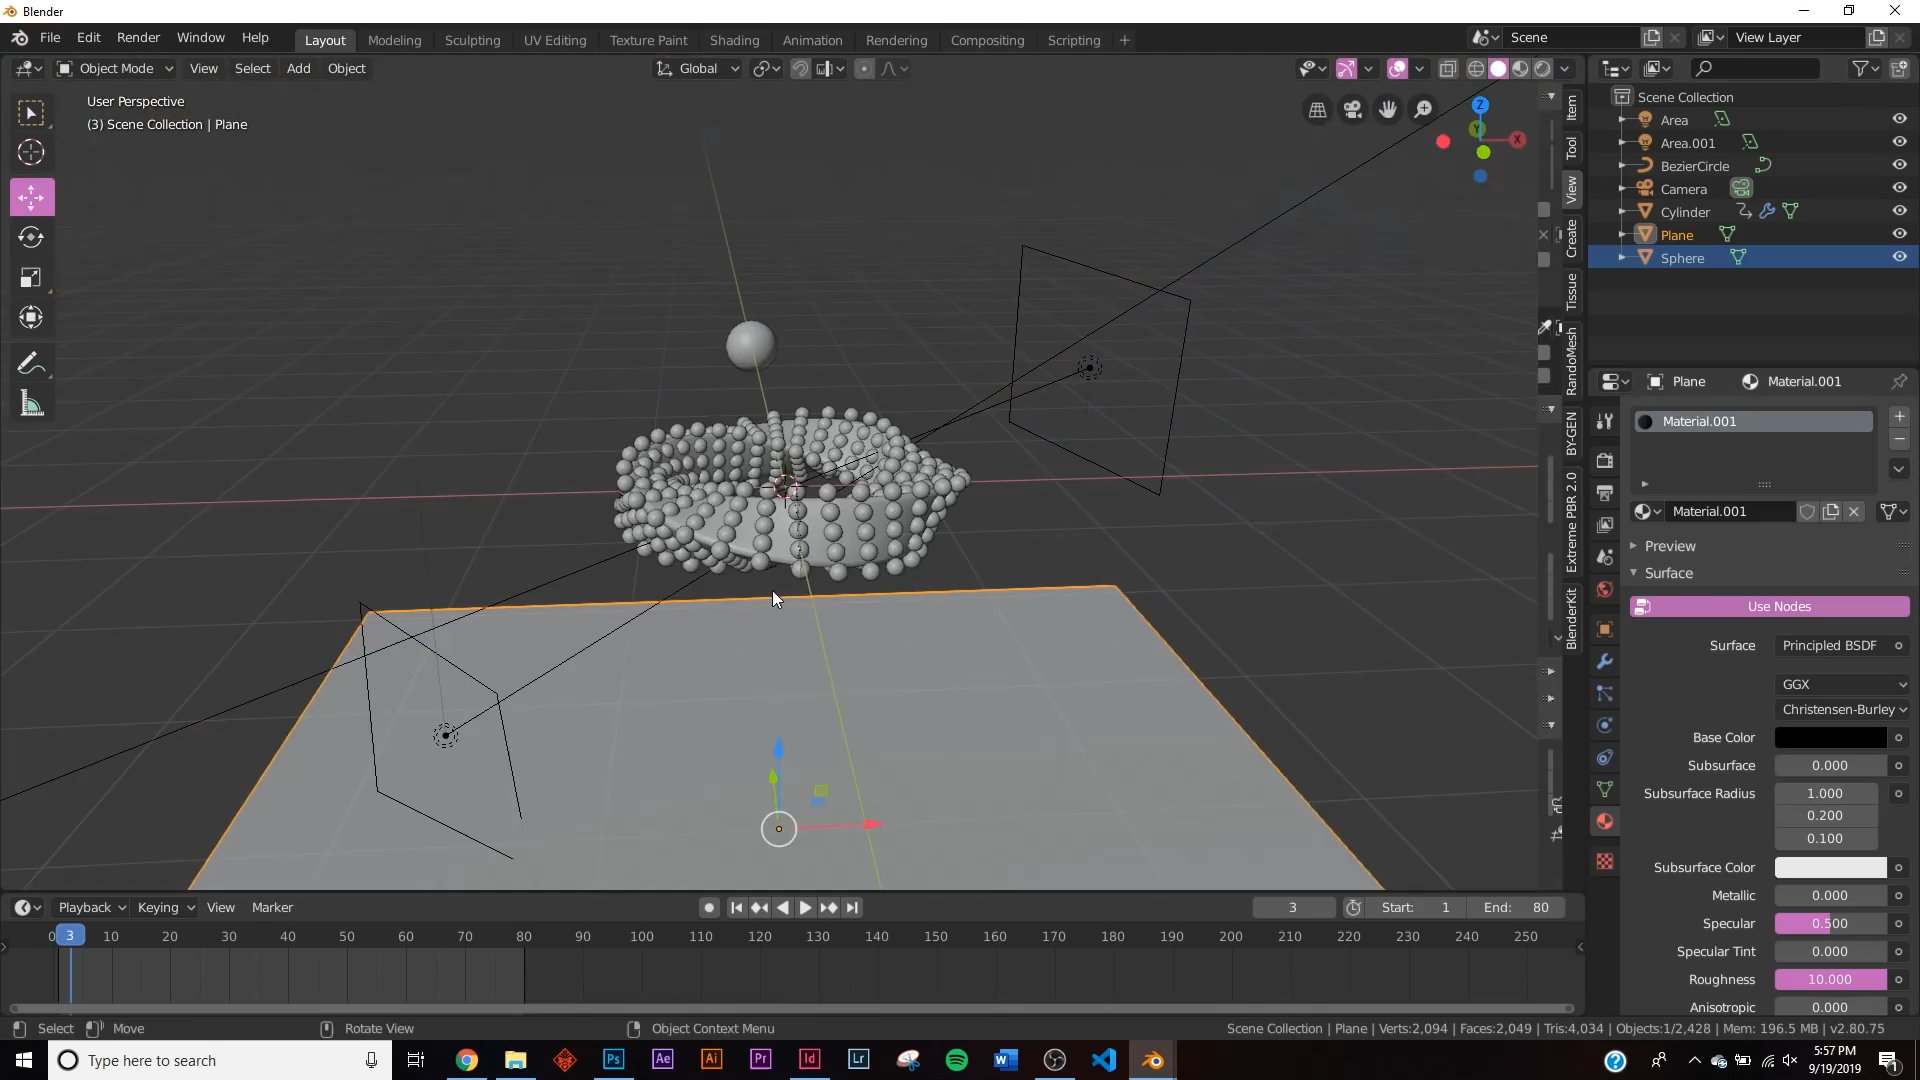 Blender
File Edit Render Window Help Layout Modeling Sculpting UV Editing Texture Paint Shading Animation Rendering Compositing Scripting + Scene View Layer
Object Mode View Select Add Object Global
User Perspective
(3) Scene Collection | Plane
Z
Y
X
Item
Tool
View
Create
Tissue
RandoMesh
BY-GEN
Extreme PBR 2.0
BlenderKit
Scene Collection
Area
Area.001
BezierCircle
Camera
Cylinder
Plane
Sphere
Plane Material.001
Material.001
Material.001
Preview
Surface
Use Nodes
Surface Principled BSDF
GGX
Christensen-Burley
Base Color
Subsurface 0.000
Subsurface Radius 1.000
0.200
0.100
Subsurface Color
Metallic 0.000
Specular 0.500
Specular Tint 0.000
Roughness 10.000
Anisotropic 0.000
Playback Keying View Marker 3 Start: 1 End: 80
0 3 10 20 30 40 50 60 70 80 90 100 110 120 130 140 150 160 170 180 190 200 210 220 230 240 250
Select Move Rotate View Object Context Menu Scene Collection | Plane | Verts:2,094 | Faces:2,049 | Tris:4,034 | Objects:1/2,428 | Mem: 196.5 MB | v2.80.75
Type here to search Ps Ae Ai Pr Id Lr W ? 5:57 PM
9/19/2019
1